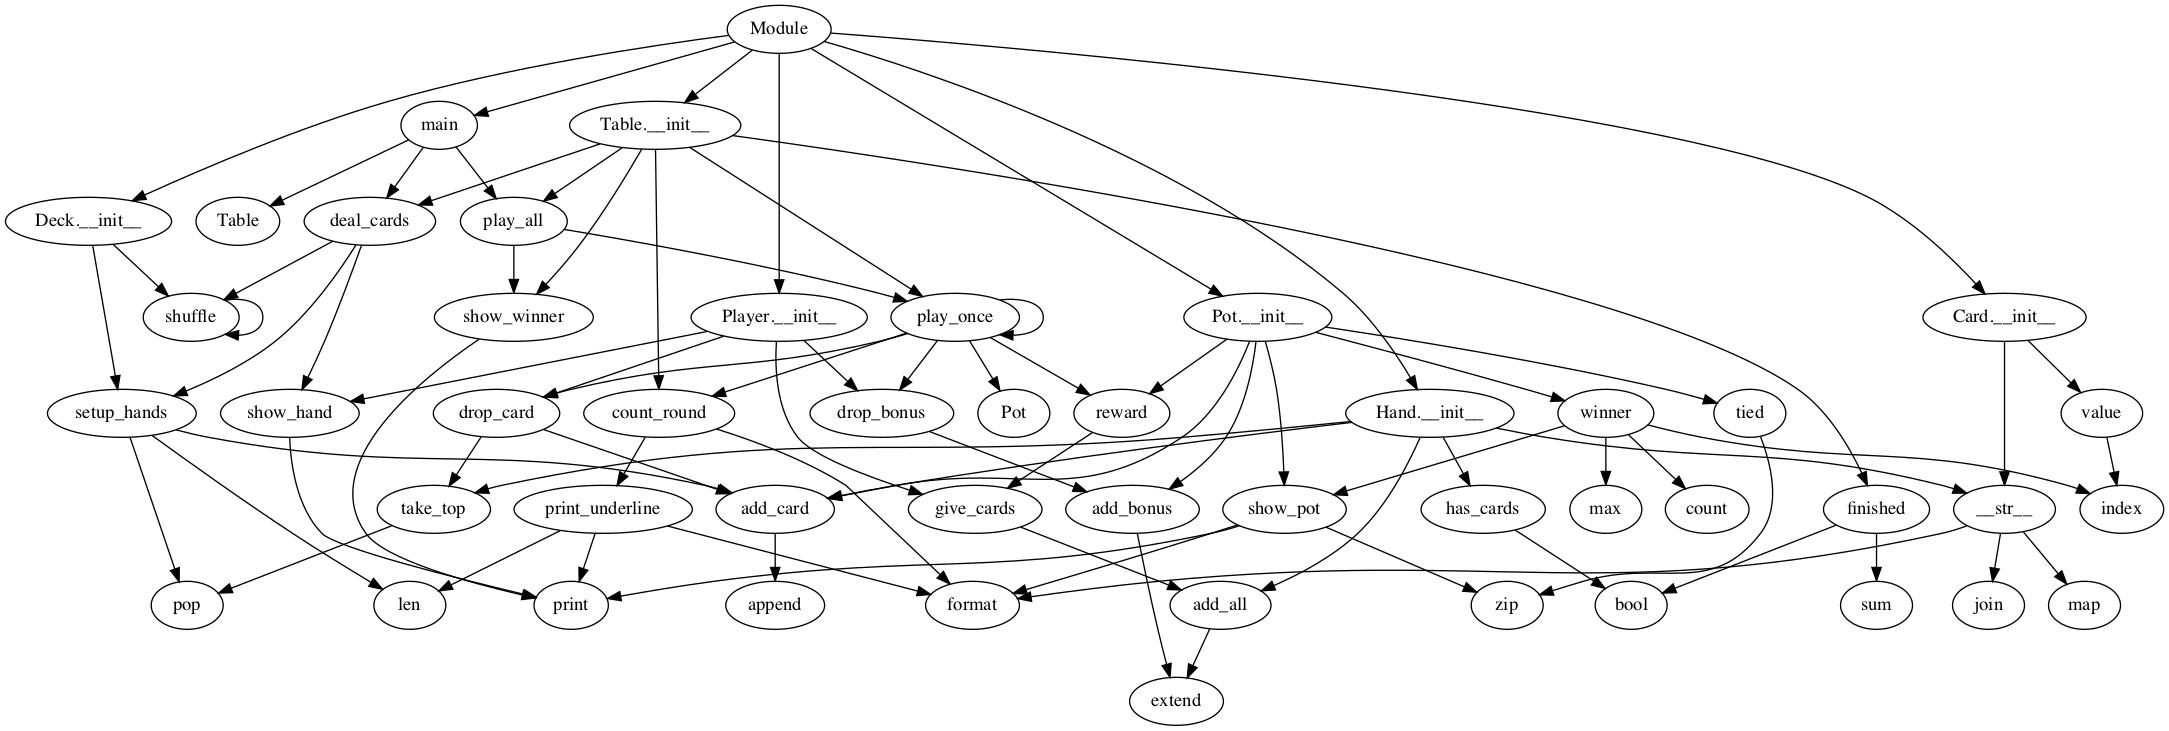 Module
main
Table.__init__
Deck.__init__
Table
deal_cards
play_all
shuffle
show_winner
Player.__init__
play_once
Pot.__init__
Card.__init__
setup_hands
show_hand
drop_card
count_round
drop_bonus
Pot
reward
Hand.__init__
winner
tied
value
take_top
print_underline
add_card
give_cards
add_bonus
show_pot
has_cards
max
count
finished
__str__
index
pop
len
print
append
format
add_all
zip
bool
sum
join
map
extend